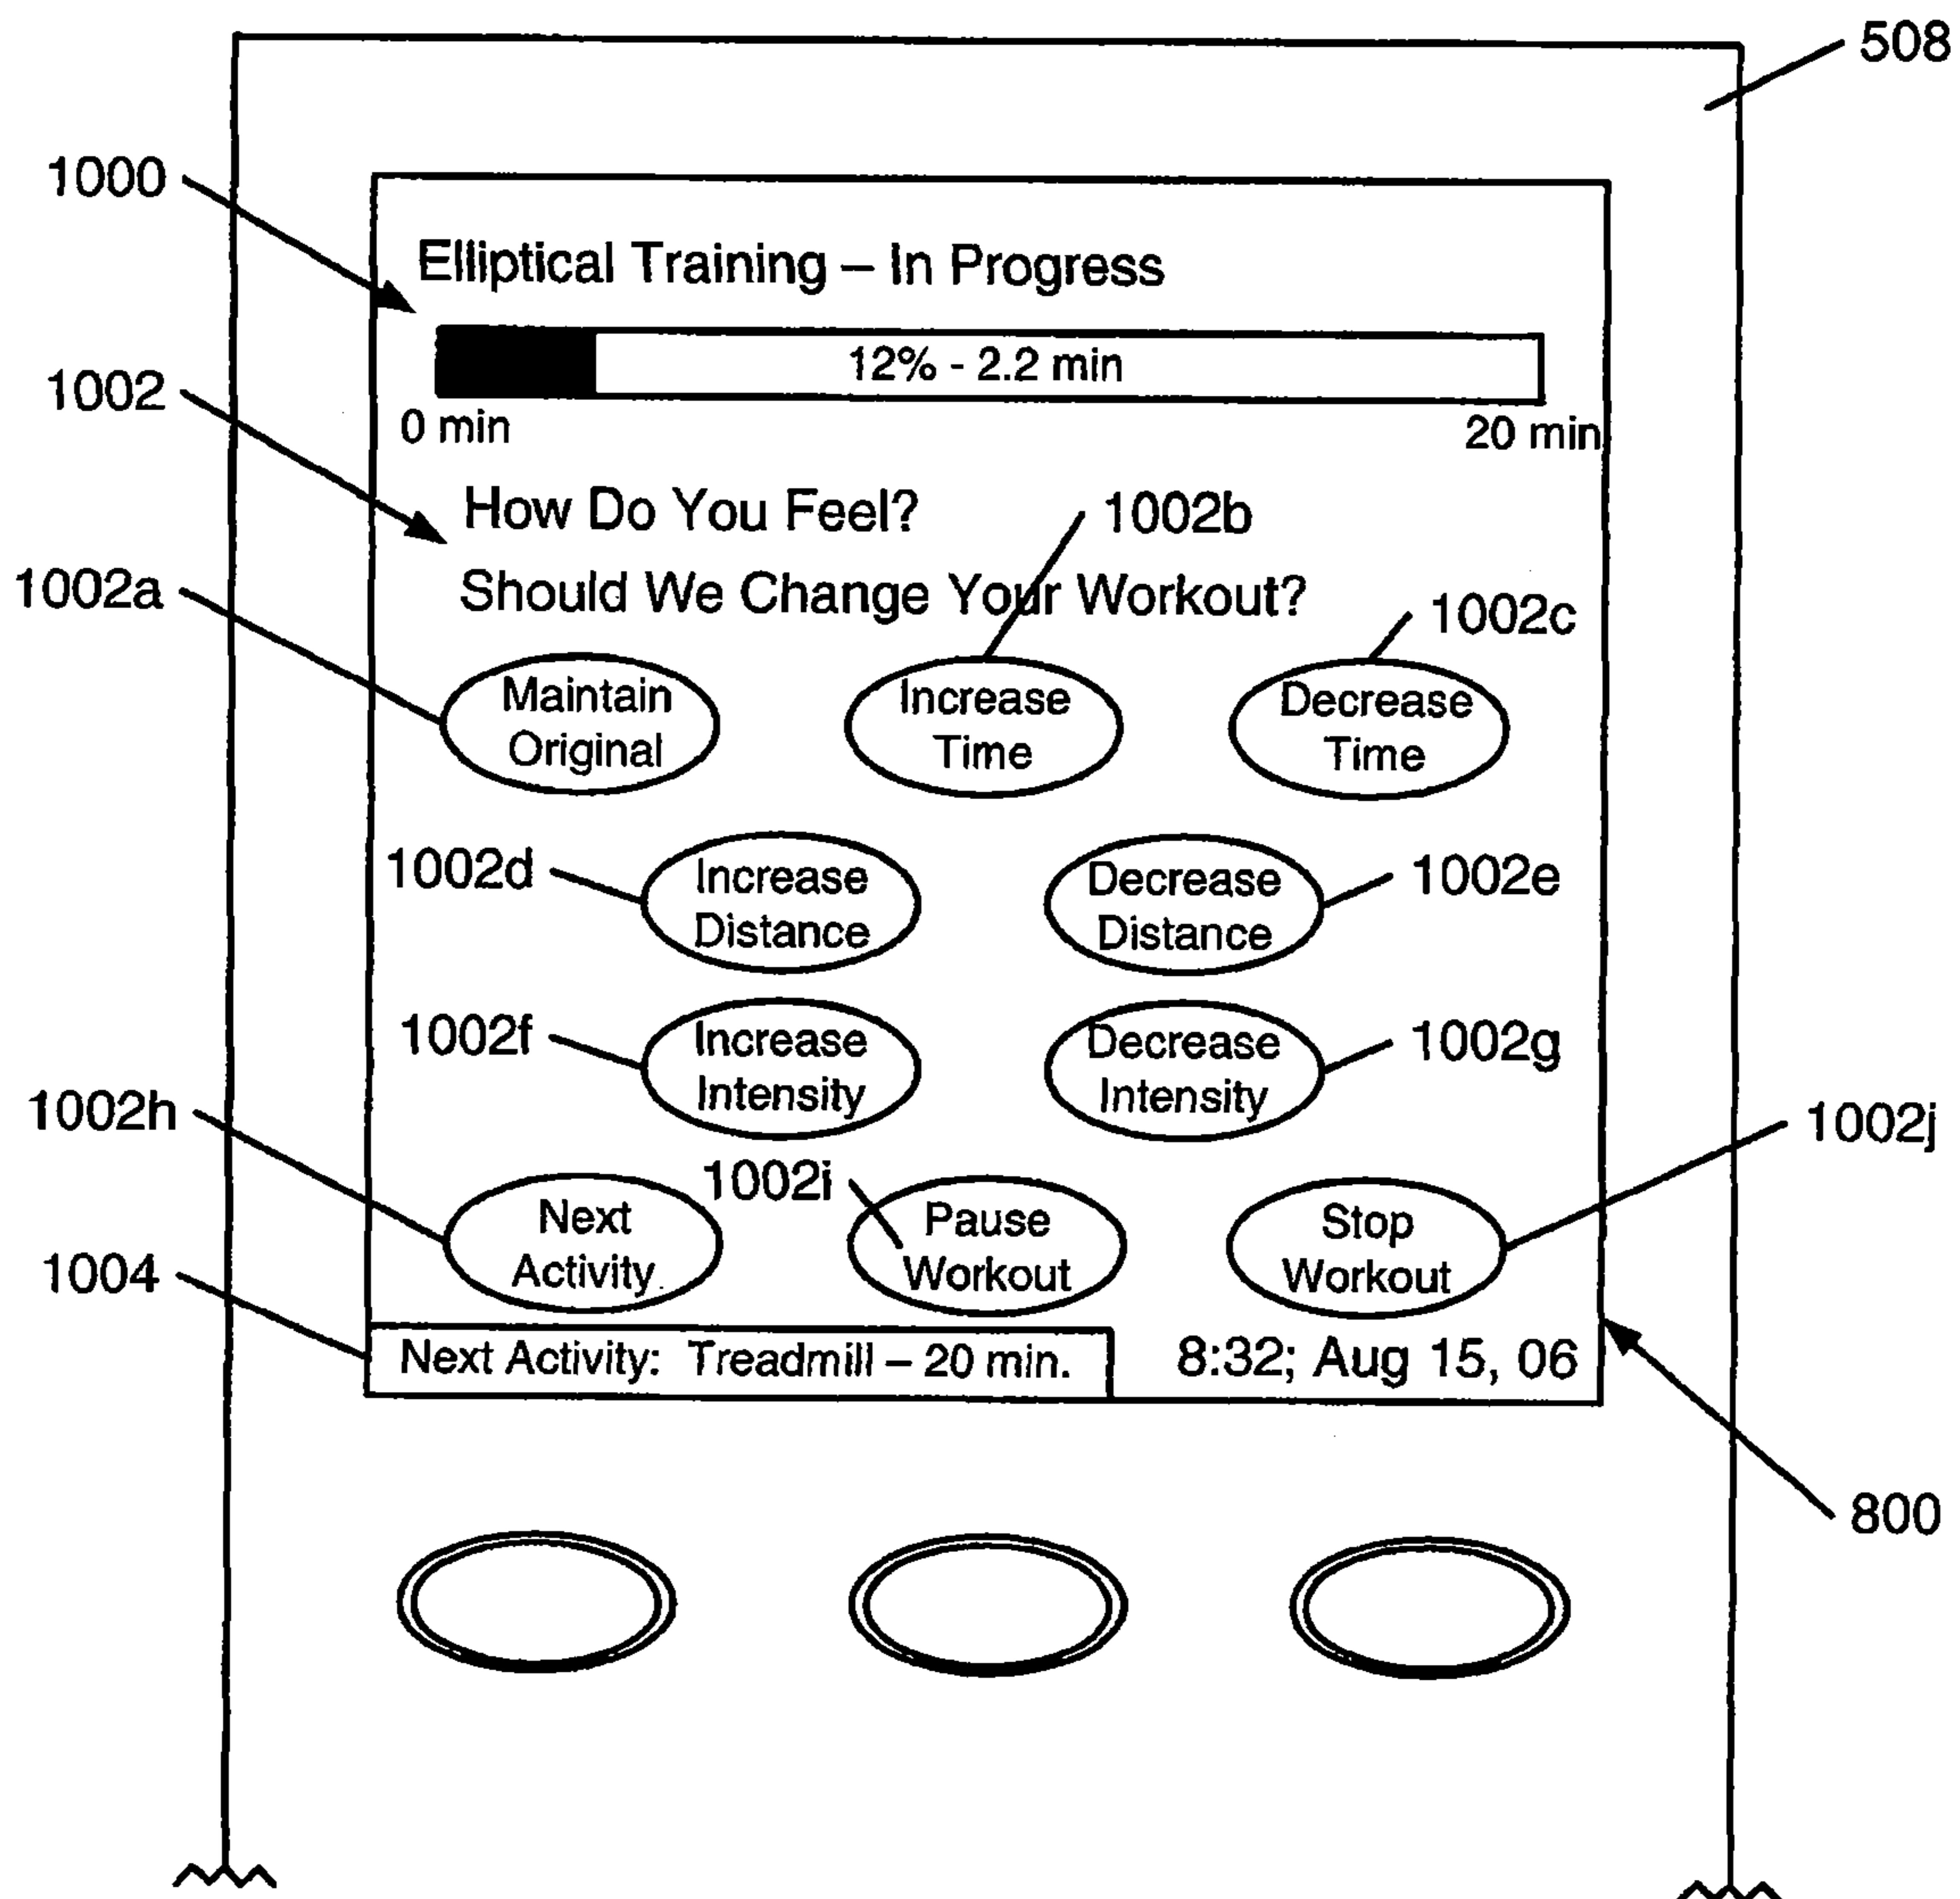 508
1000
Elliptical Training – In Progress
12% - 2.2 min
0 min 20 min
1002
How Do You Feel?
1002b
Should We Change Your Workout?
1002a
1002c
Maintain Original
Increase Time
Decrease Time
1002d
Increase Distance
Decrease Distance
1002e
1002f
Increase Intensity
Decrease Intensity
1002g
1002h
1002i
1002j
Next Activity
Pause Workout
Stop Workout
1004
Next Activity: Treadmill – 20 min.
8:32; Aug 15, 06
800